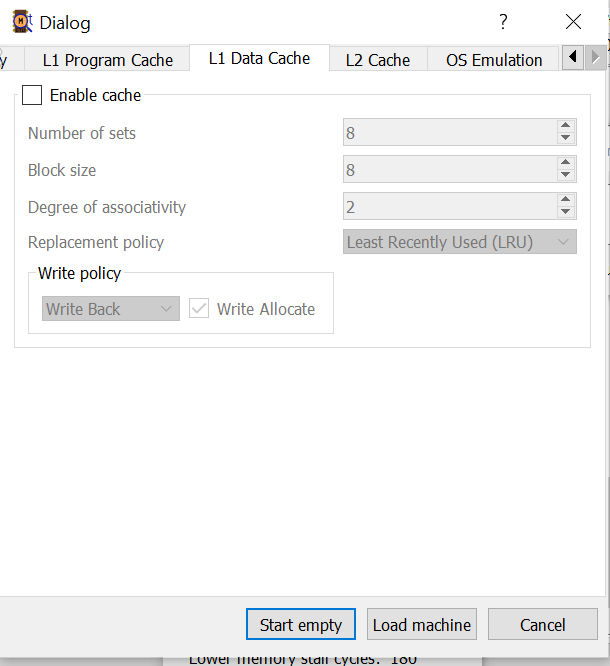 Dialog ?
y L1 Program Cache L1 Data Cache L2 Cache OS Emulation
Enable cache
Number of sets 8
Block size 8
Degree of associativity 2
Replacement policy Least Recently Used (LRU)
Write policy
Write Back Write Allocate
Start empty Load machine Cancel
Lower memory stall cycles: 180